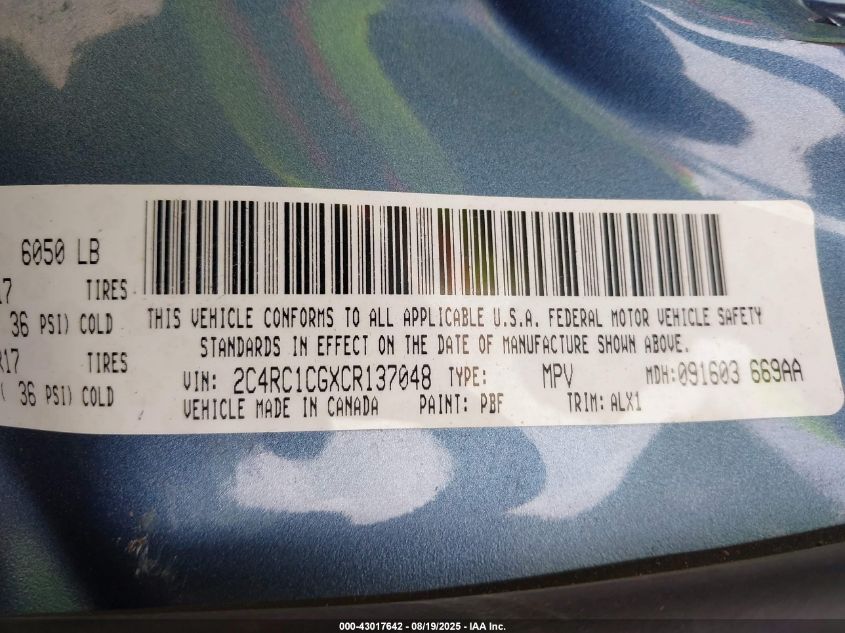 6050 LB
17 TIRES
36 PSI) COLD
R17 TIRES
( 36 PSI) COLD
THIS VEHICLE CONFORMS TO ALL APPLICABLE U.S.A. FEDERAL MOTOR VEHICLE SAFETY
STANDARDS IN EFFECT ON THE DATE OF MANUFACTURE SHOWN ABOVE.
VIN: 2C4RC1CGXCR137048 TYPE: MPV MDH:091603 669AA
VEHICLE MADE IN CANADA PAINT: PBF TRIM: ALX1
000-43017642 - 08/19/2025 - IAA Inc.